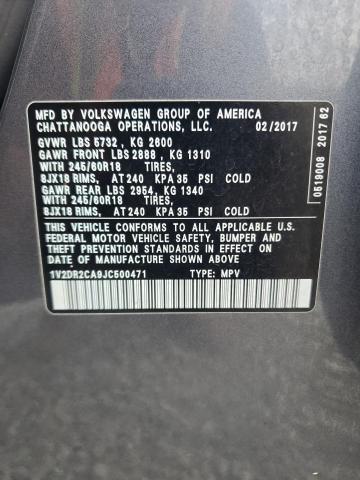 MFD BY VOLKSWAGEN GROUP OF AMERICA
CHATTANOOGA OPERATIONS, LLC. 02/2017
GVWR LBS 5732 , KG 2600
GAWR FRONT LBS 2888 , KG 1310
WITH 245/60R18 TIRES,
8JX18 RIMS, AT 240 KPA 35 PSI COLD
GAWR REAR LBS 2954, KG 1340
WITH 245/60R18 TIRES,
8JX18 RIMS, AT 240 KPA 35 PSI COLD
THIS VEHICLE CONFORMS TO ALL APPLICABLE U.S.
FEDERAL MOTOR VEHICLE SAFETY, BUMPER AND
THEFT PREVENTION STANDARDS IN EFFECT ON
THE DATE OF MANUFACTURE SHOWN ABOVE
1V2DR2CA9JC500471 TYPE: MPV
0519008 2017 62